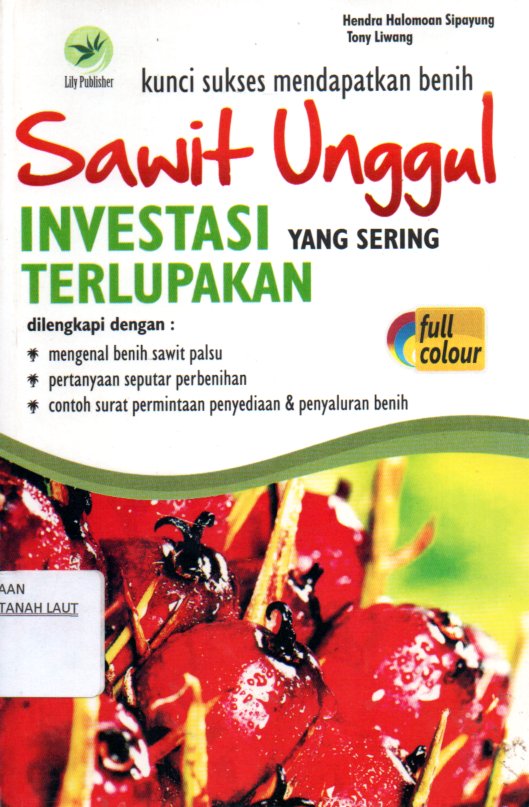 Hendra Halomoan Sipayung
Tony Liwang
Lily Publisher
kunci sukses mendapatkan benih
Sawit Unggul
INVESTASI YANG SERING
TERLUPAKAN
dilengkapi dengan :
mengenal benih sawit palsu
pertanyaan seputar perbenihan
contoh surat permintaan penyediaan & penyaluran benih
full
colour
AAN
TANAH LAUT